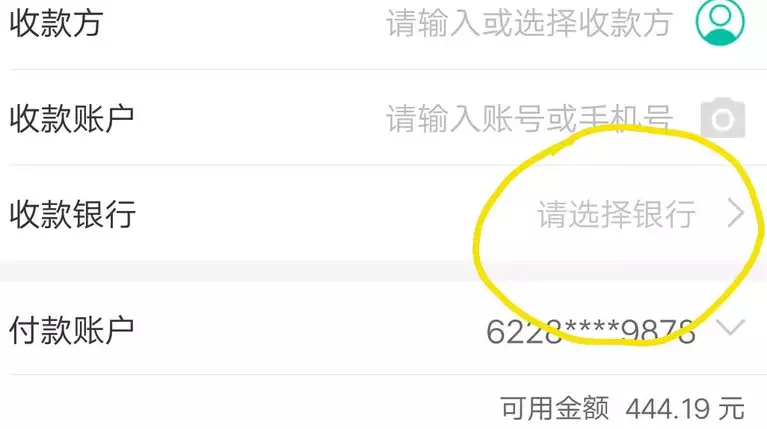 收款方 请输入或选择收款方
收款账户 请输入账号或手机号
收款银行 请选择银行
付款账户 6228****9878
可用金额 444.19 元